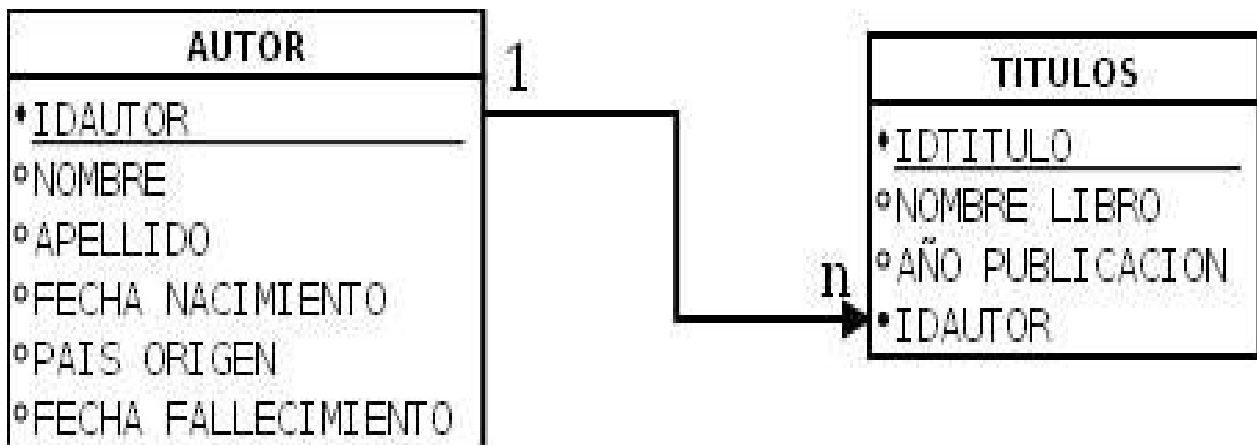 AUTOR
IDAUTOR
NOMBRE
APELLIDO
FECHA NACIMIENTO
PAIS ORIGEN
FECHA FALLECIMIENTO
1
n
TITULOS
IDTITULO
NOMBRE LIBRO
AÑO PUBLICACION
IDAUTOR